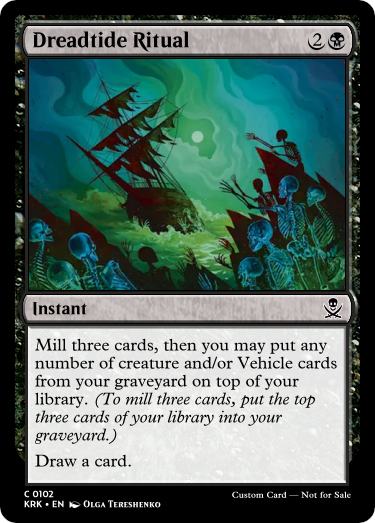 Dreadtide Ritual 2
Instant
Mill three cards, then you may put any
number of creature and/or Vehicle cards
from your graveyard on top of your
library. (To mill three cards, put the top
three cards of your library into your
graveyard.)
Draw a card.
C 0102
KRK • EN Olga Tereshenko
Custom Card — Not for Sale